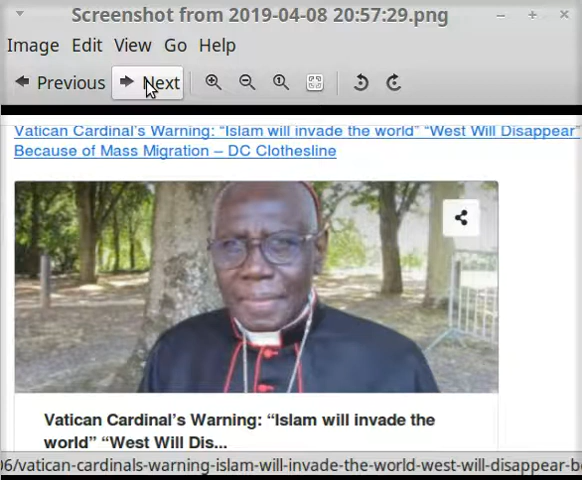 Screenshot from 2019-04-08 20:57:29.png
Image Edit View Go Help
Previous Next
Vatican Cardinal's Warning: “Islam will invade the world” “West Will Disappear”
Because of Mass Migration – DC Clothesline
Vatican Cardinal’s Warning: “Islam will invade the
world” “West Will Dis...
06/vatican-cardinals-warning-islam-will-invade-the-world-west-will-disappear-be